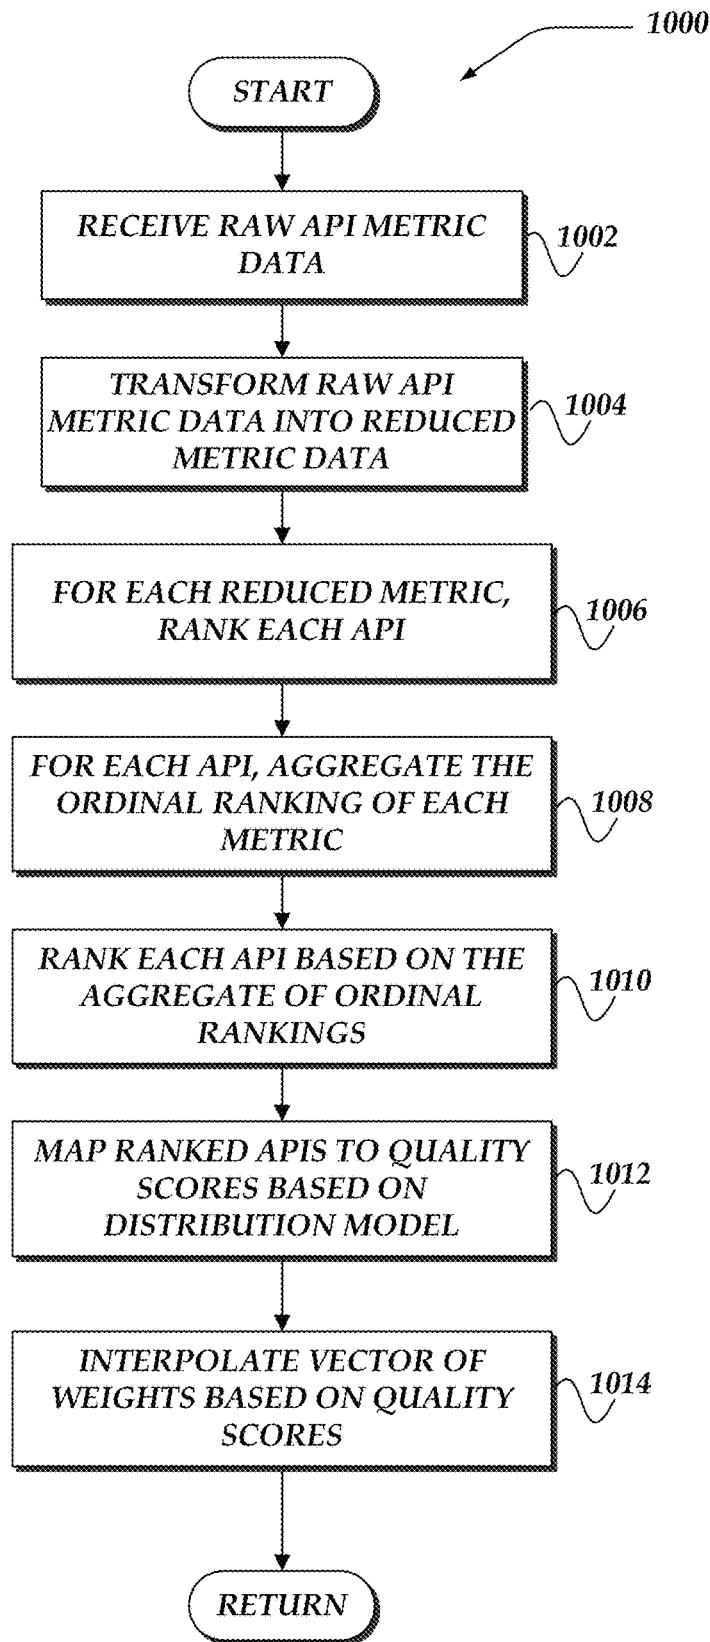 1000
START
RECEIVE RAW API METRIC
DATA
1002
TRANSFORM RAW API
METRIC DATA INTO REDUCED
METRIC DATA
1004
FOR EACH REDUCED METRIC,
RANK EACH API
1006
FOR EACH API, AGGREGATE THE
ORDINAL RANKING OF EACH
METRIC
1008
RANK EACH API BASED ON THE
AGGREGATE OF ORDINAL
RANKINGS
1010
MAP RANKED APIS TO QUALITY
SCORES BASED ON
DISTRIBUTION MODEL
1012
INTERPOLATE VECTOR OF
WEIGHTS BASED ON QUALITY
SCORES
1014
RETURN